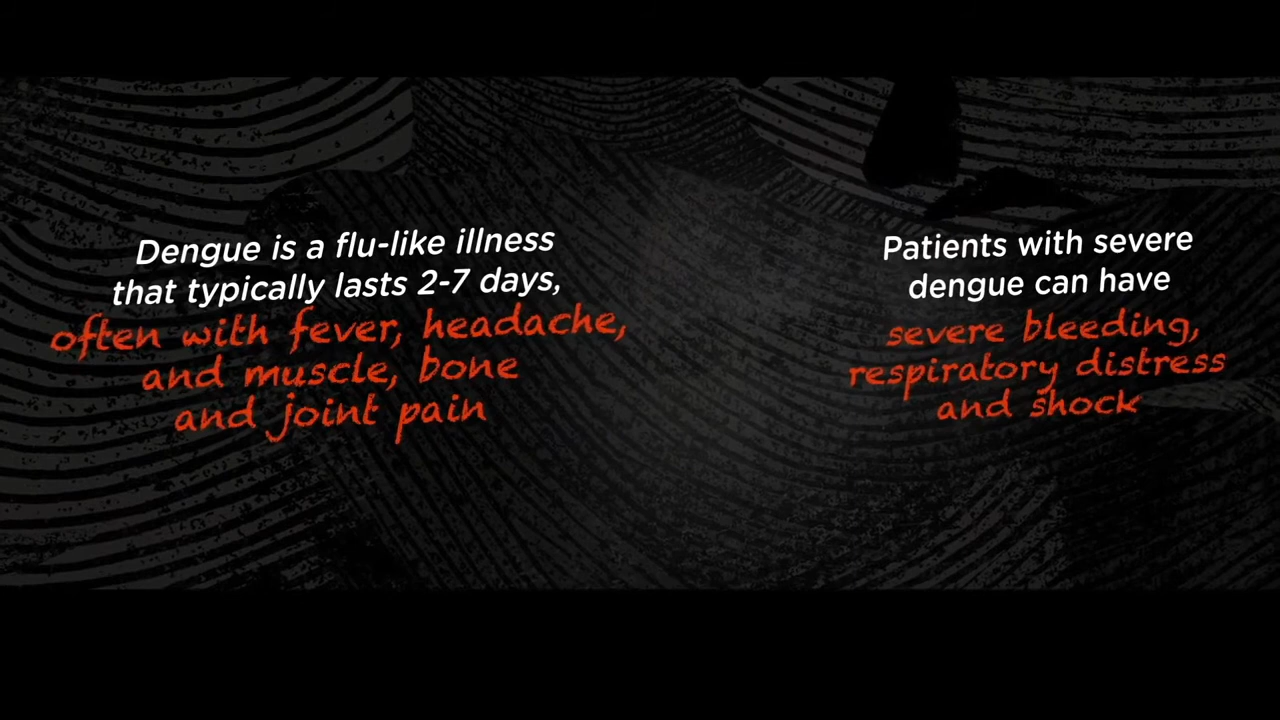 Dengue is a flu-like illness
that typically lasts 2-7 days,
often with fever, headache,
and muscle, bone
and joint pain
Patients with severe
dengue can have
severe bleeding,
respiratory distress
and shock